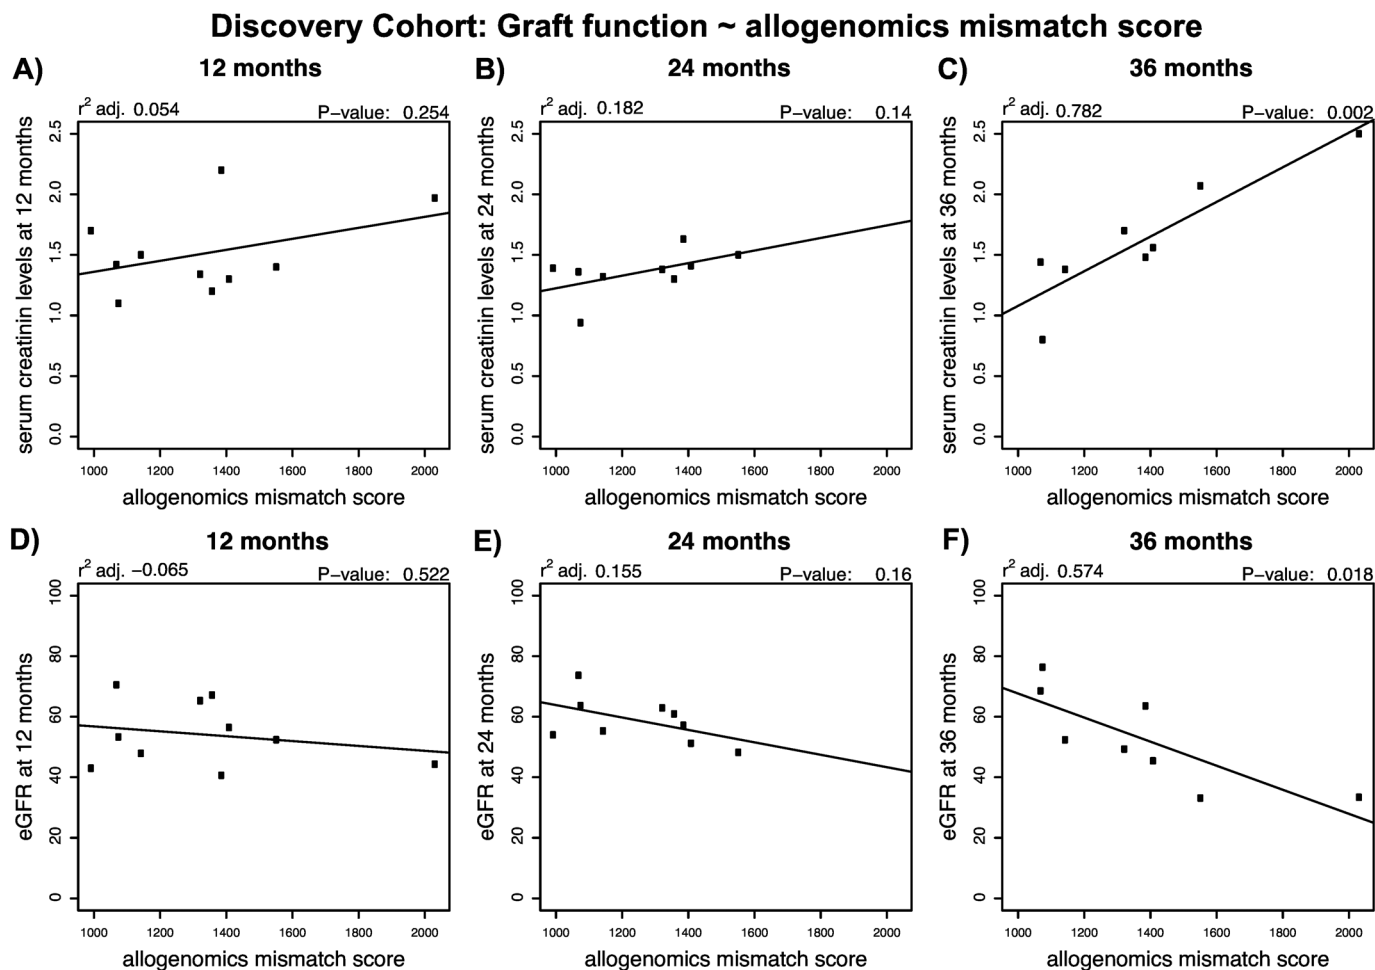 Discovery Cohort: Graft function ~ allogenomics mismatch score
A) 12 months
r² adj. 0.054 P−value: 0.254
serum creatinin levels at 12 months
2.5
2.0
1.5
1.0
0.5
0.0
1000 1200 1400 1600 1800 2000
allogenomics mismatch score
B) 24 months
r² adj. 0.182 P−value: 0.14
serum creatinin levels at 24 months
2.5
2.0
1.5
1.0
0.5
0.0
1000 1200 1400 1600 1800 2000
allogenomics mismatch score
C) 36 months
r² adj. 0.782 P−value: 0.002
serum creatinin levels at 36 months
2.5
2.0
1.5
1.0
0.5
0.0
1000 1200 1400 1600 1800 2000
allogenomics mismatch score
D) 12 months
r² adj. −0.065 P−value: 0.522
eGFR at 12 months
100
80
60
40
20
0
1000 1200 1400 1600 1800 2000
allogenomics mismatch score
E) 24 months
r² adj. 0.155 P−value: 0.16
eGFR at 24 months
100
80
60
40
20
0
1000 1200 1400 1600 1800 2000
allogenomics mismatch score
F) 36 months
r² adj. 0.574 P−value: 0.018
eGFR at 36 months
100
80
60
40
20
0
1000 1200 1400 1600 1800 2000
allogenomics mismatch score